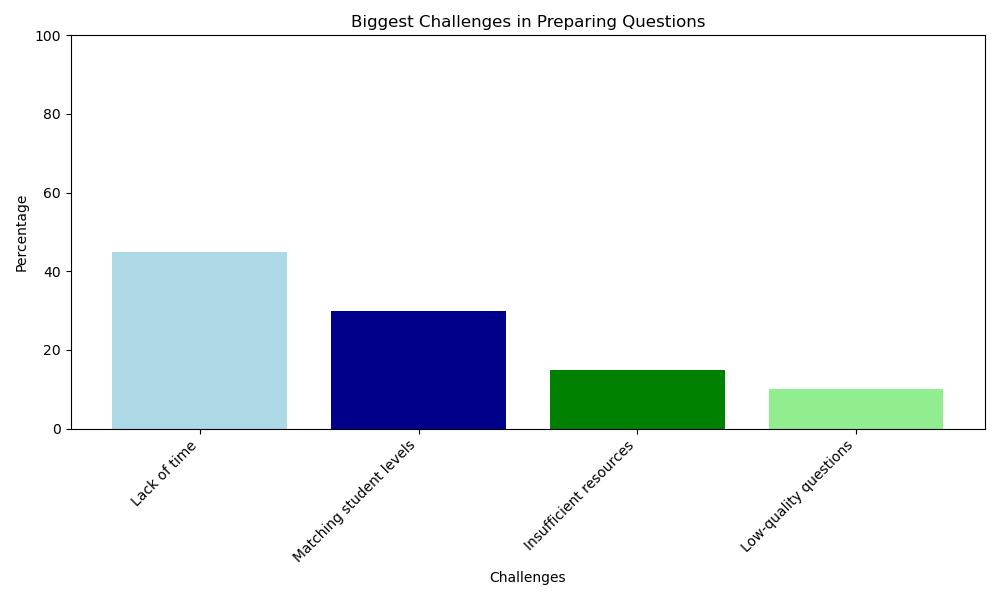 Biggest Challenges in Preparing Questions
100
80
60
40
20
0
Percentage
Lack of time
Matching student levels
Insufficient resources
Low-quality questions
Challenges